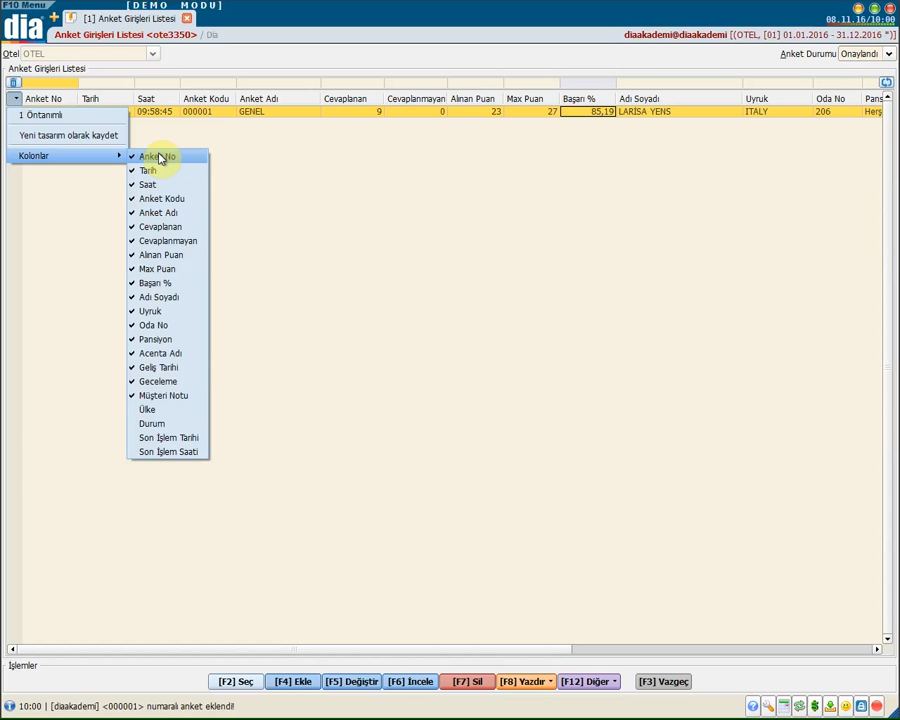 F10 Menu
[DEMO MODU]
dia
[1] Anket Girişleri Listesi
08.11.16/10:00
Anket Girişleri Listesi <ote3350> / Dia
diaakademi@diaakademi [(OTEL, [01] 01.01.2016 - 31.12.2016 '')]
Otel OTEL
Anket Durumu Onaylandı
Anket Girişleri Listesi
Anket No Tarih Saat Anket Kodu Anket Adı Cevaplanan Cevaplanmayan Alınan Puan Max Puan Başarı % Adı Soyadı Uyruk Oda No Pans
09:58:45 000001 GENEL 9 0 23 27 85,19 LARİSA YENS ITALY 206 Herş
1 Öntanımlı
Yeni tasarım olarak kaydet
Kolonlar
Anket No
Tarih
Saat
Anket Kodu
Anket Adı
Cevaplanan
Cevaplanmayan
Alınan Puan
Max Puan
Başarı %
Adı Soyadı
Uyruk
Oda No
Pansiyon
Acenta Adı
Geliş Tarihi
Geceleme
Müşteri Notu
Ülke
Durum
Son İşlem Tarihi
Son İşlem Saati
İşlemler
[F2] Seç [F4] Ekle [F5] Değiştir [F6] İncele [F7] Sil [F8] Yazdır [F12] Diğer [F3] Vazgeç
10:00 | [diaakademi] <000001> numaralı anket eklendi!